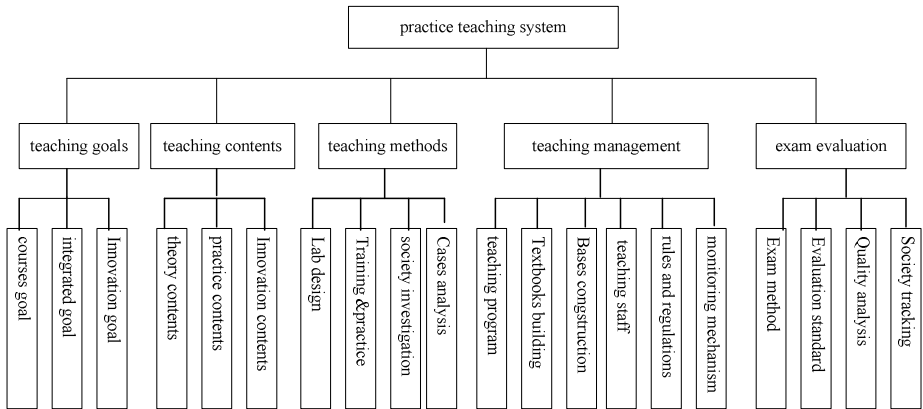 practice teaching system
teaching goals
teaching contents
teaching methods
teaching management
exam evaluation
courses goal
integrated goal
Innovation goal
theory contents
practice contents
Innovation contents
Lab design
Training &practice
society investigation
Cases analysis
teaching program
Textbooks building
Bases congstruction
teaching staff
rules and regulations
monitoring mechanism
Exam method
Evaluation standard
Quality analysis
Society tracking